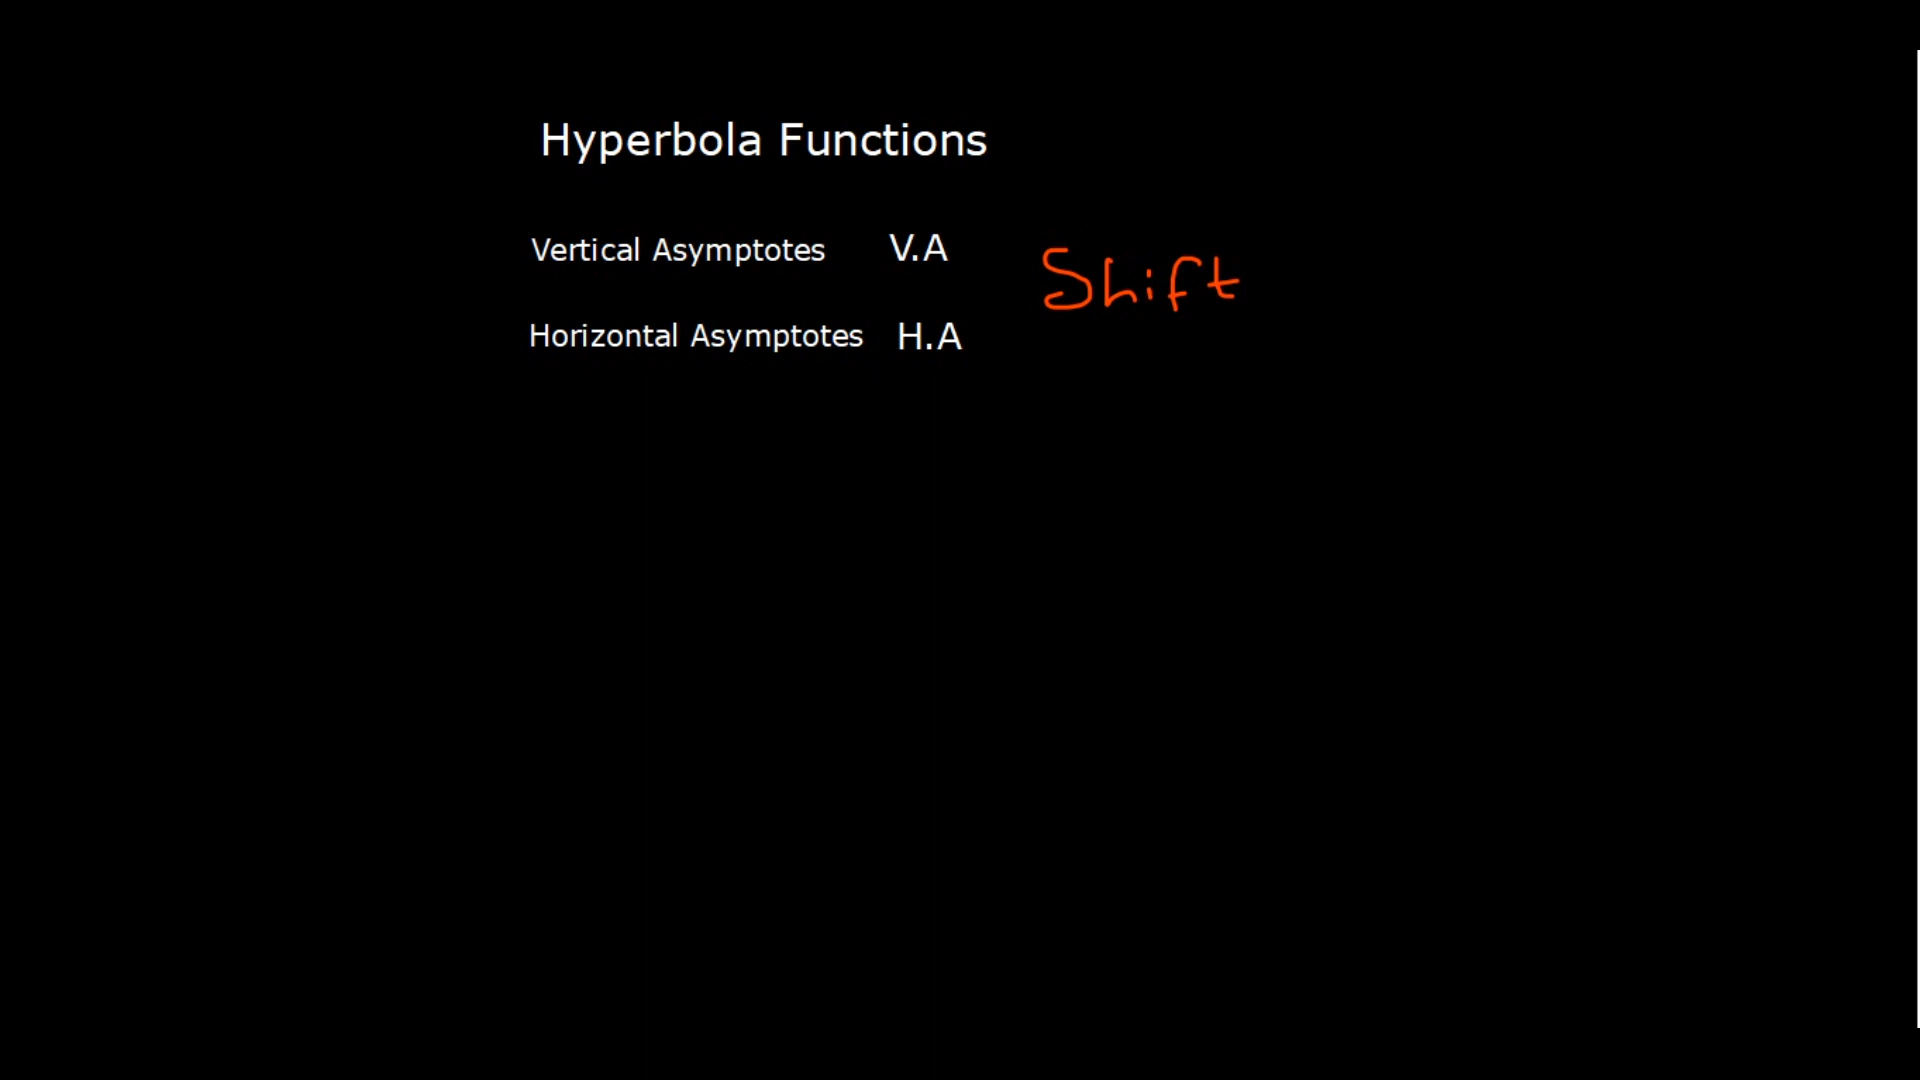 Hyperbola Functions
Vertical Asymptotes V.A
Shift
Horizontal Asymptotes H.A